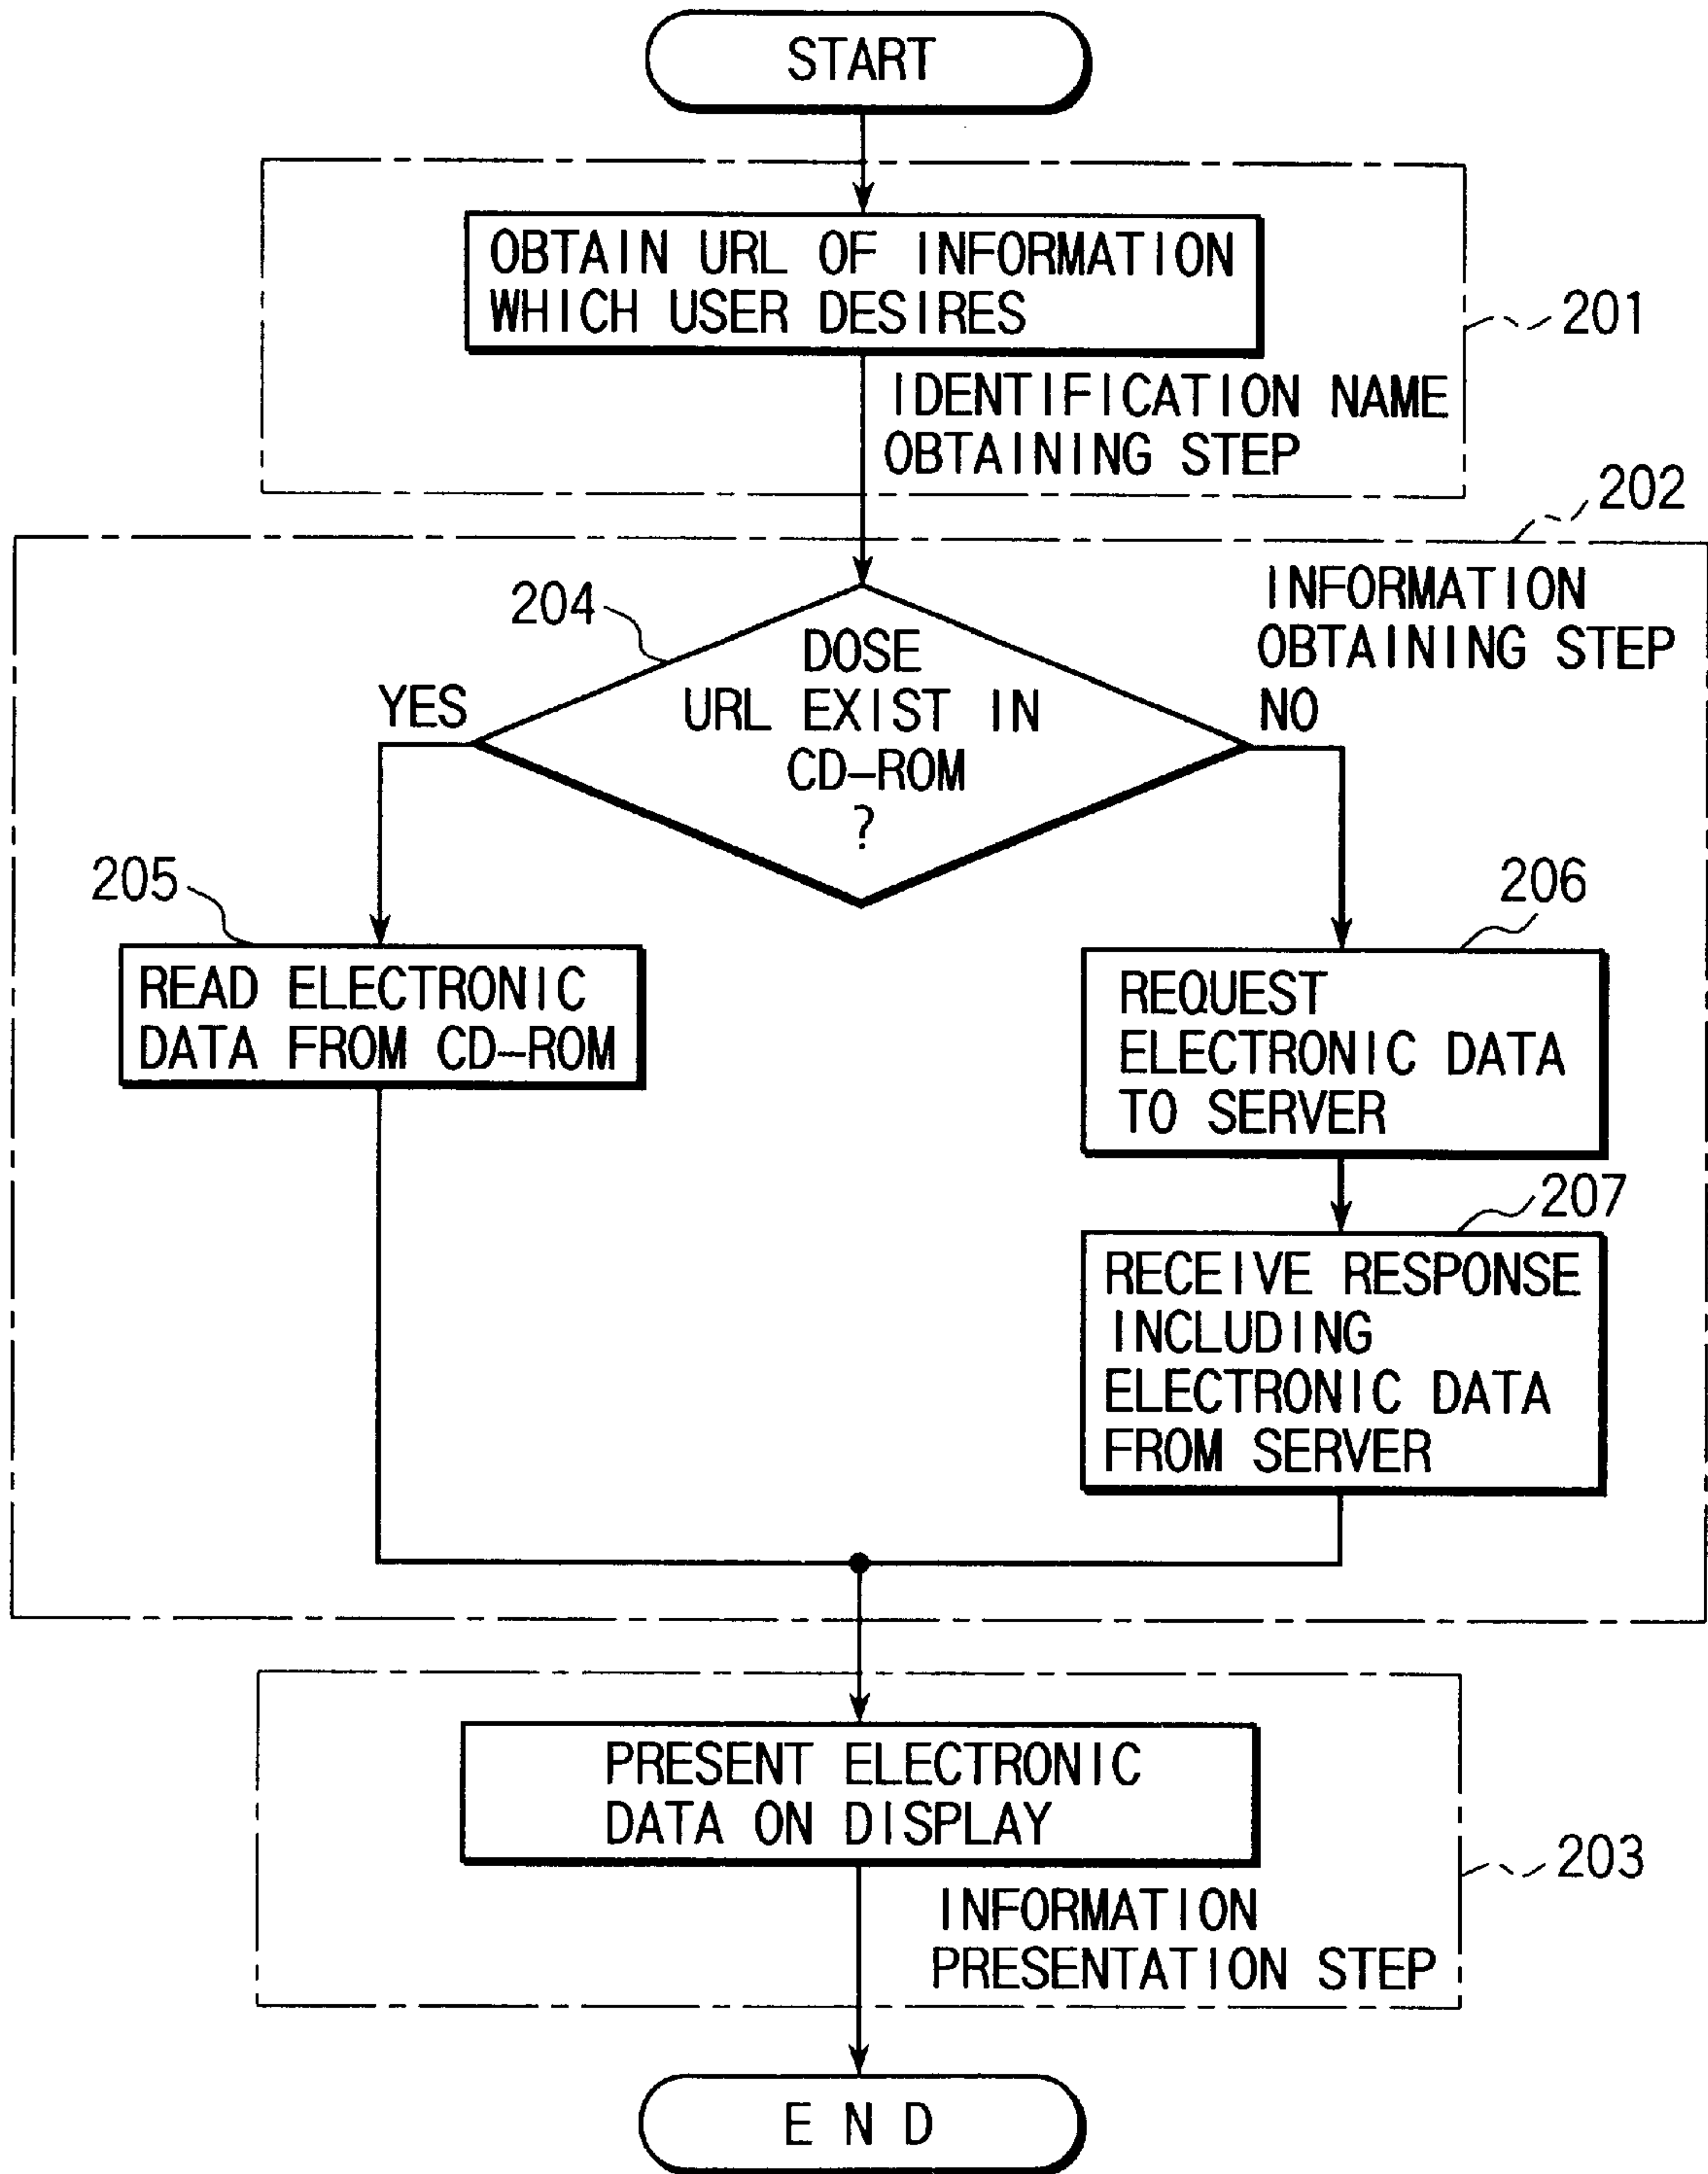 START
OBTAIN URL OF INFORMATION
WHICH USER DESIRES
201
IDENTIFICATION NAME
OBTAINING STEP
202
INFORMATION
OBTAINING STEP
204
DOSE
URL EXIST IN
CD-ROM
?
YES
NO
205
READ ELECTRONIC
DATA FROM CD-ROM
206
REQUEST
ELECTRONIC DATA
TO SERVER
207
RECEIVE RESPONSE
INCLUDING
ELECTRONIC DATA
FROM SERVER
PRESENT ELECTRONIC
DATA ON DISPLAY
203
INFORMATION
PRESENTATION STEP
END